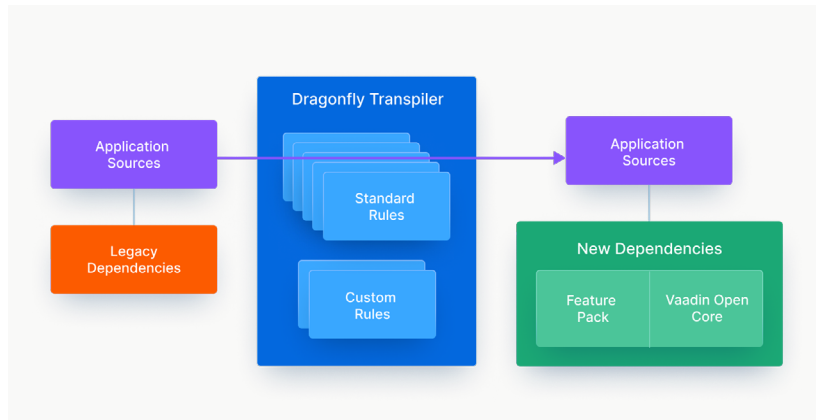 Dragonfly Transpiler
Application
Sources
Legacy
Dependencies
Standard
Rules
Custom
Rules
Application
Sources
New Dependencies
Feature
Pack
Vaadin Open
Core